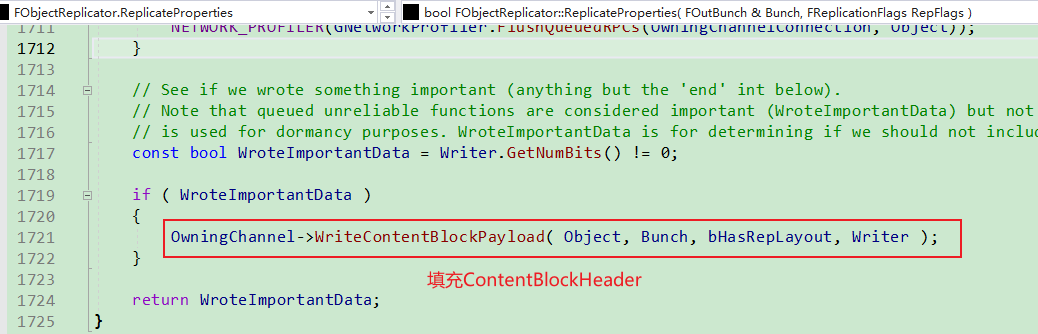 FObjectReplicator.ReplicateProperties
bool FObjectReplicator::ReplicateProperties( FOutBunch & Bunch, FReplicationFlags RepFlags )
1711 NETWORK_PROFILER(GNetworkProfiler.FlushQueuedRPCs(OwningChannelConnection, Object));
1712 }
1713
1714 // See if we wrote something important (anything but the 'end' int below).
1715 // Note that queued unreliable functions are considered important (WroteImportantData) but not
1716 // is used for dormancy purposes. WroteImportantData is for determining if we should not inclu
1717 const bool WroteImportantData = Writer.GetNumBits() != 0;
1718
1719 if ( WroteImportantData )
1720 {
1721 OwningChannel->WriteContentBlockPayload( Object, Bunch, bHasRepLayout, Writer );
1722 }
填充ContentBlockHeader
1723
1724 return WroteImportantData;
1725 }